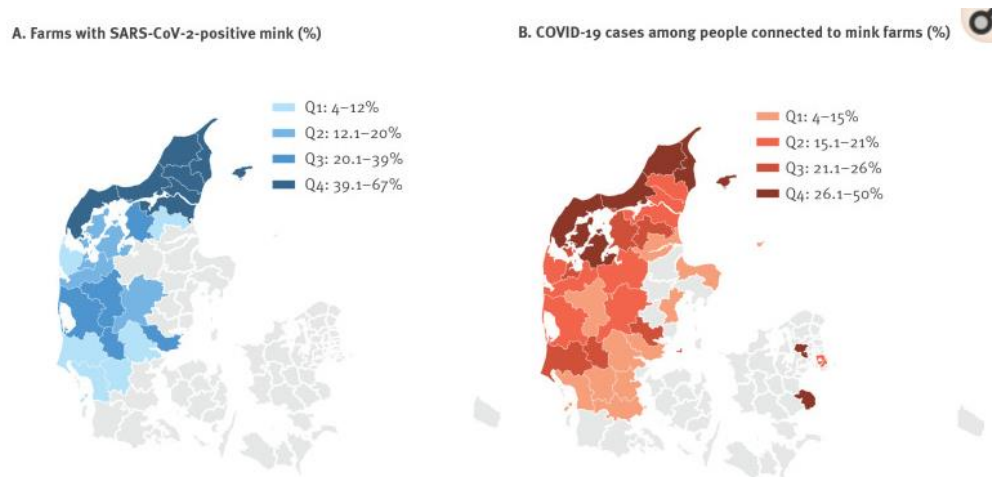 A. Farms with SARS-CoV-2-positive mink (%)
Q1: 4–12%
Q2: 12.1–20%
Q3: 20.1–39%
Q4: 39.1–67%
B. COVID-19 cases among people connected to mink farms (%)
Q1: 4–15%
Q2: 15.1–21%
Q3: 21.1–26%
Q4: 26.1–50%